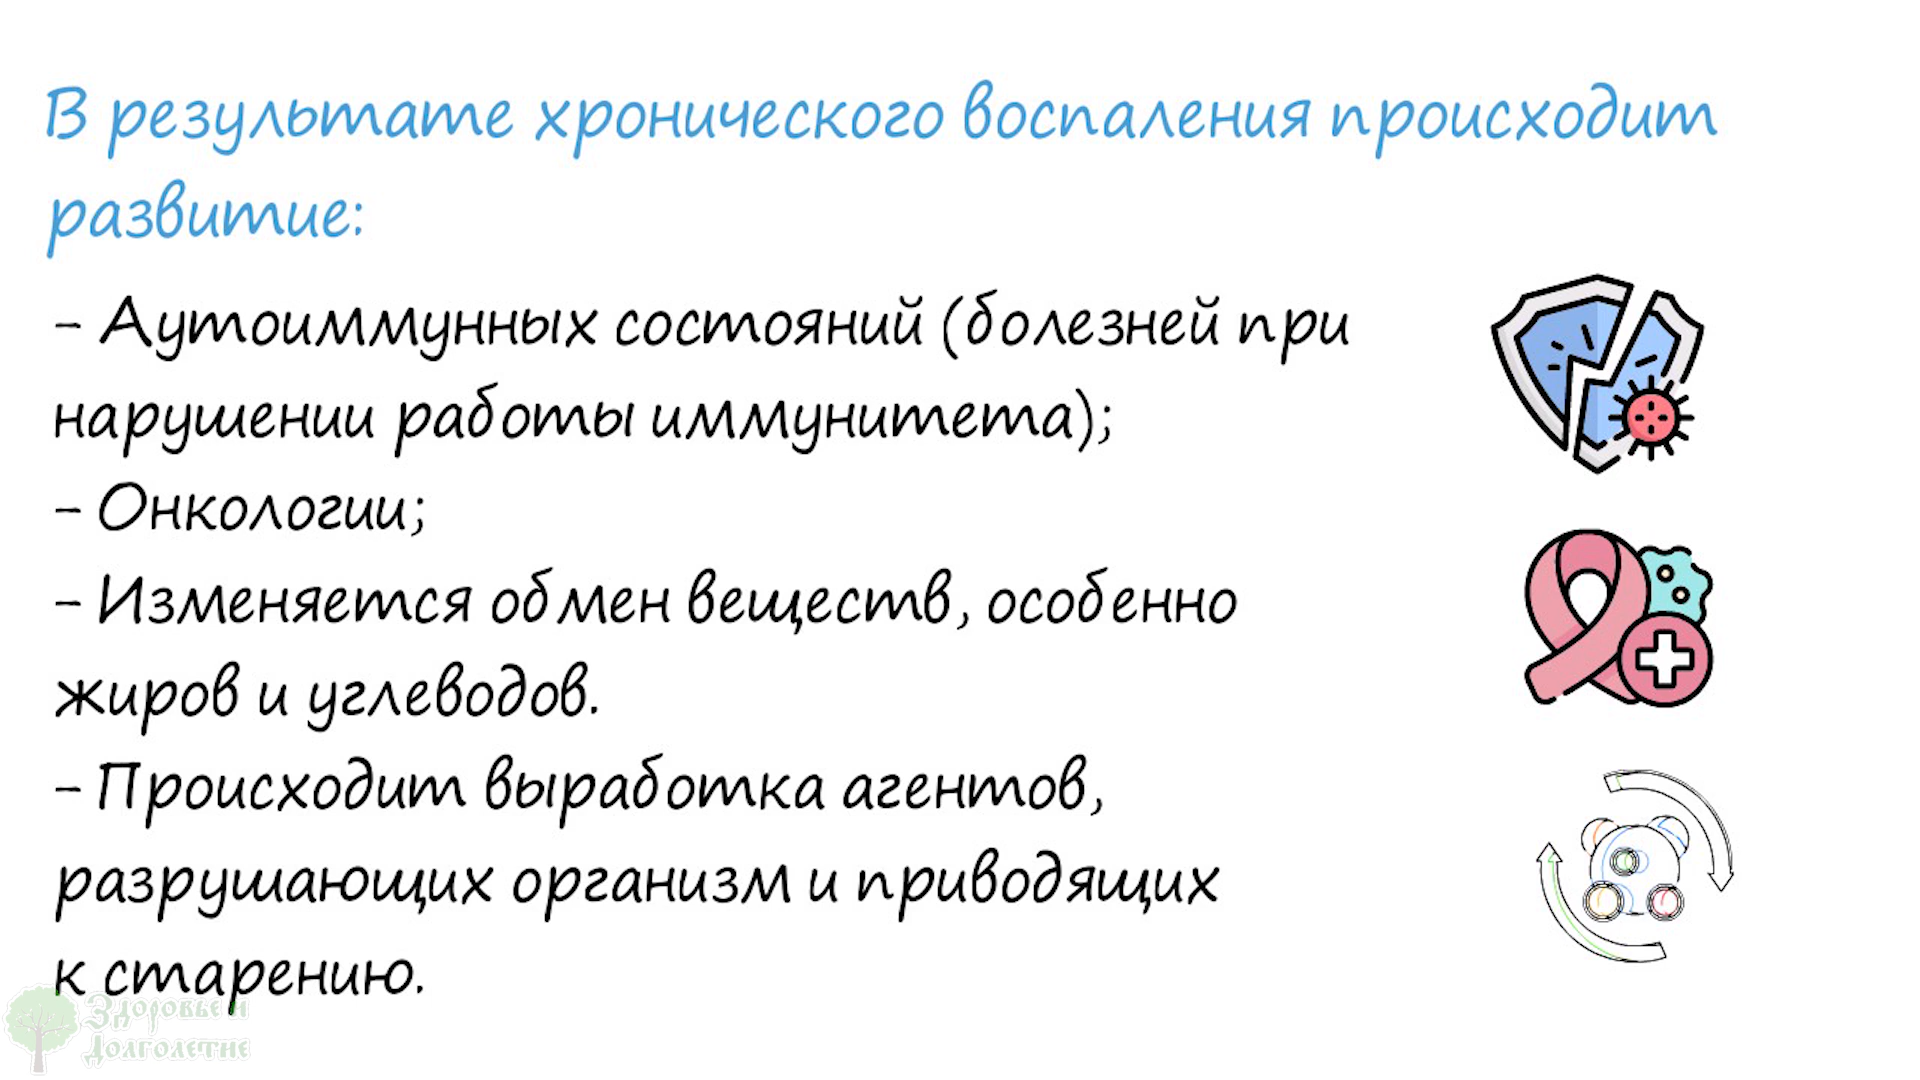 В результате хронического воспаления происходит
развитие:
- Аутоиммунных состояний (болезней при
нарушении работы иммунитета);
- Онкологии;
- Изменяется обмен веществ, особенно
жиров и углеводов.
- Происходит выработка агентов,
разрушающих организм и приводящих
к старению.
Здоровье и
Долголетие